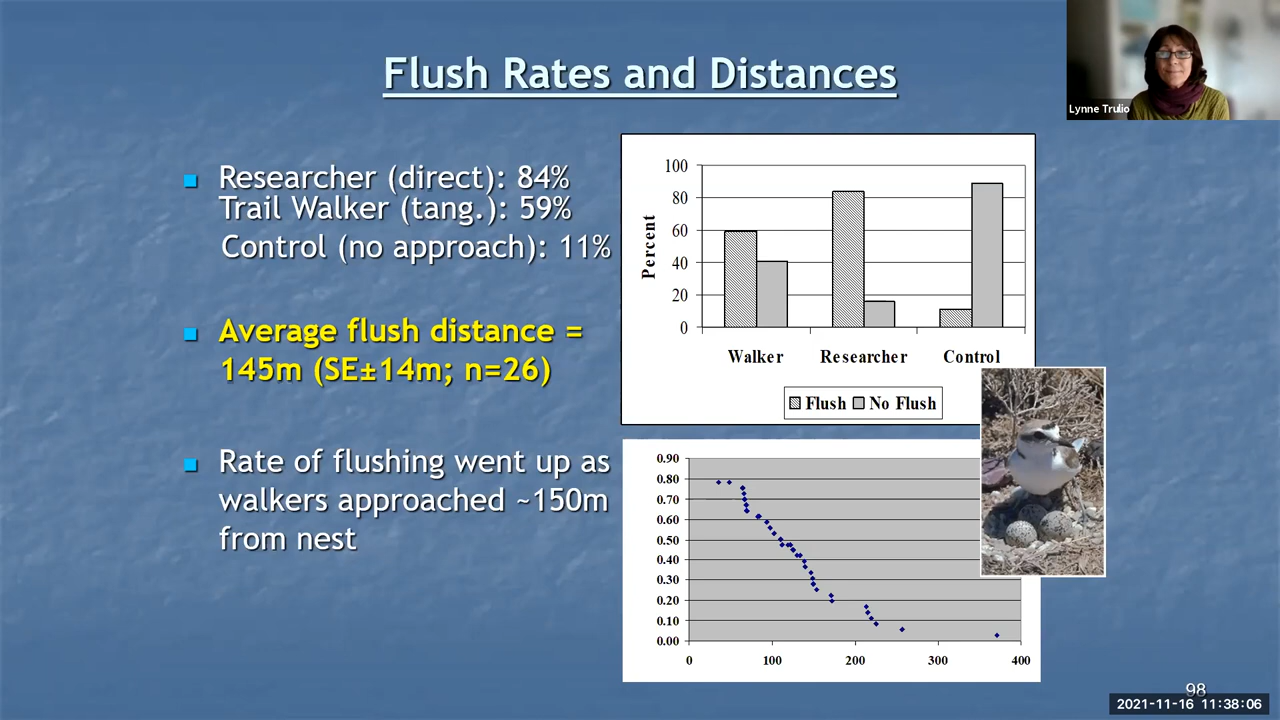 Flush Rates and Distances
Lynne Trulio
Researcher (direct): 84%
Trail Walker (tang.): 59%
Control (no approach): 11%
Average flush distance =
145m (SE±14m; n=26)
Rate of flushing went up as
walkers approached ~150m
from nest
Percent
100
80
60
40
20
0
Walker Researcher Control
Flush No Flush
0.90
0.80
0.70
0.60
0.50
0.40
0.30
0.20
0.10
0.00
0 100 200 300 400
98
2021-11-16 11:38:06